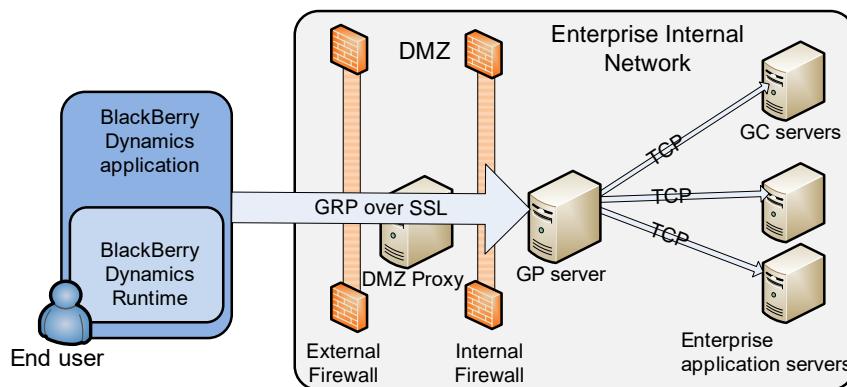 DMZ
Enterprise Internal
Network
BlackBerry
Dynamics
application
GC servers
TCP
GRP over SSL
TCP
TCP
BlackBerry
Dynamics
Runtime
DMZ Proxy
GP server
End user
External
Firewall
Internal
Firewall
Enterprise
application servers